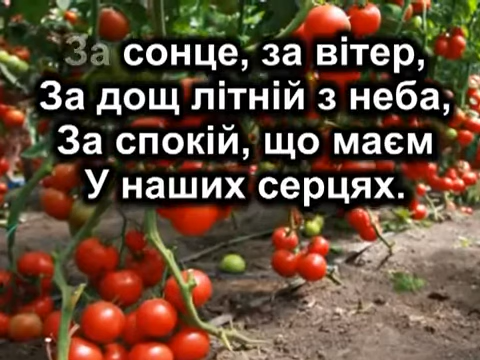 За сонце, за вітер,
За дощ літній з неба,
За спокій, що маєм
У наших серцях.